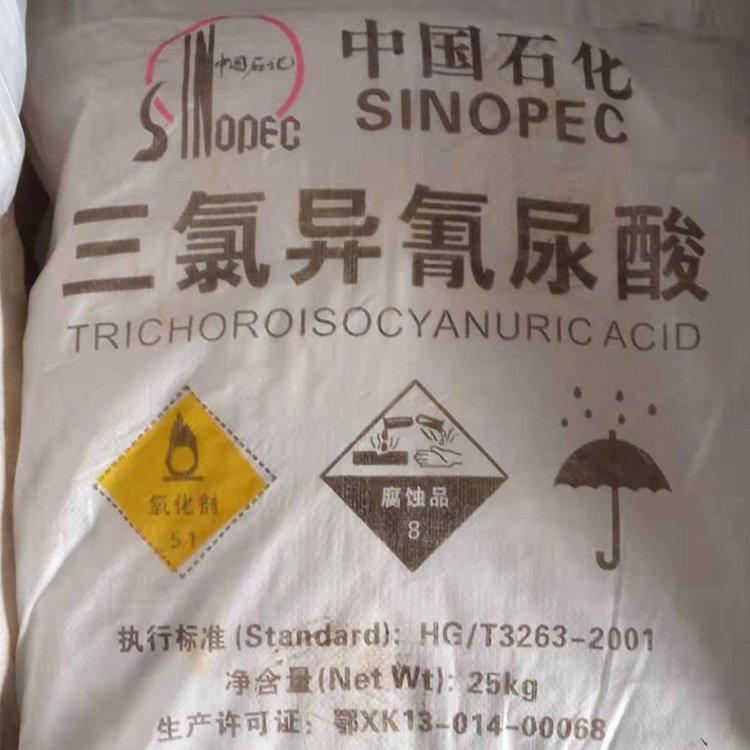 中国石化
SINOPEC
中国石化
SINOPEC
三氯异氰尿酸
TRICHOROISOCYANURIC ACID
氧化剂
5.1
腐蚀品
8
执行标准(Standard): HG/T3263-2001
净含量(Net Wt): 25kg
生产许可证: 鄂XK13-014-00068